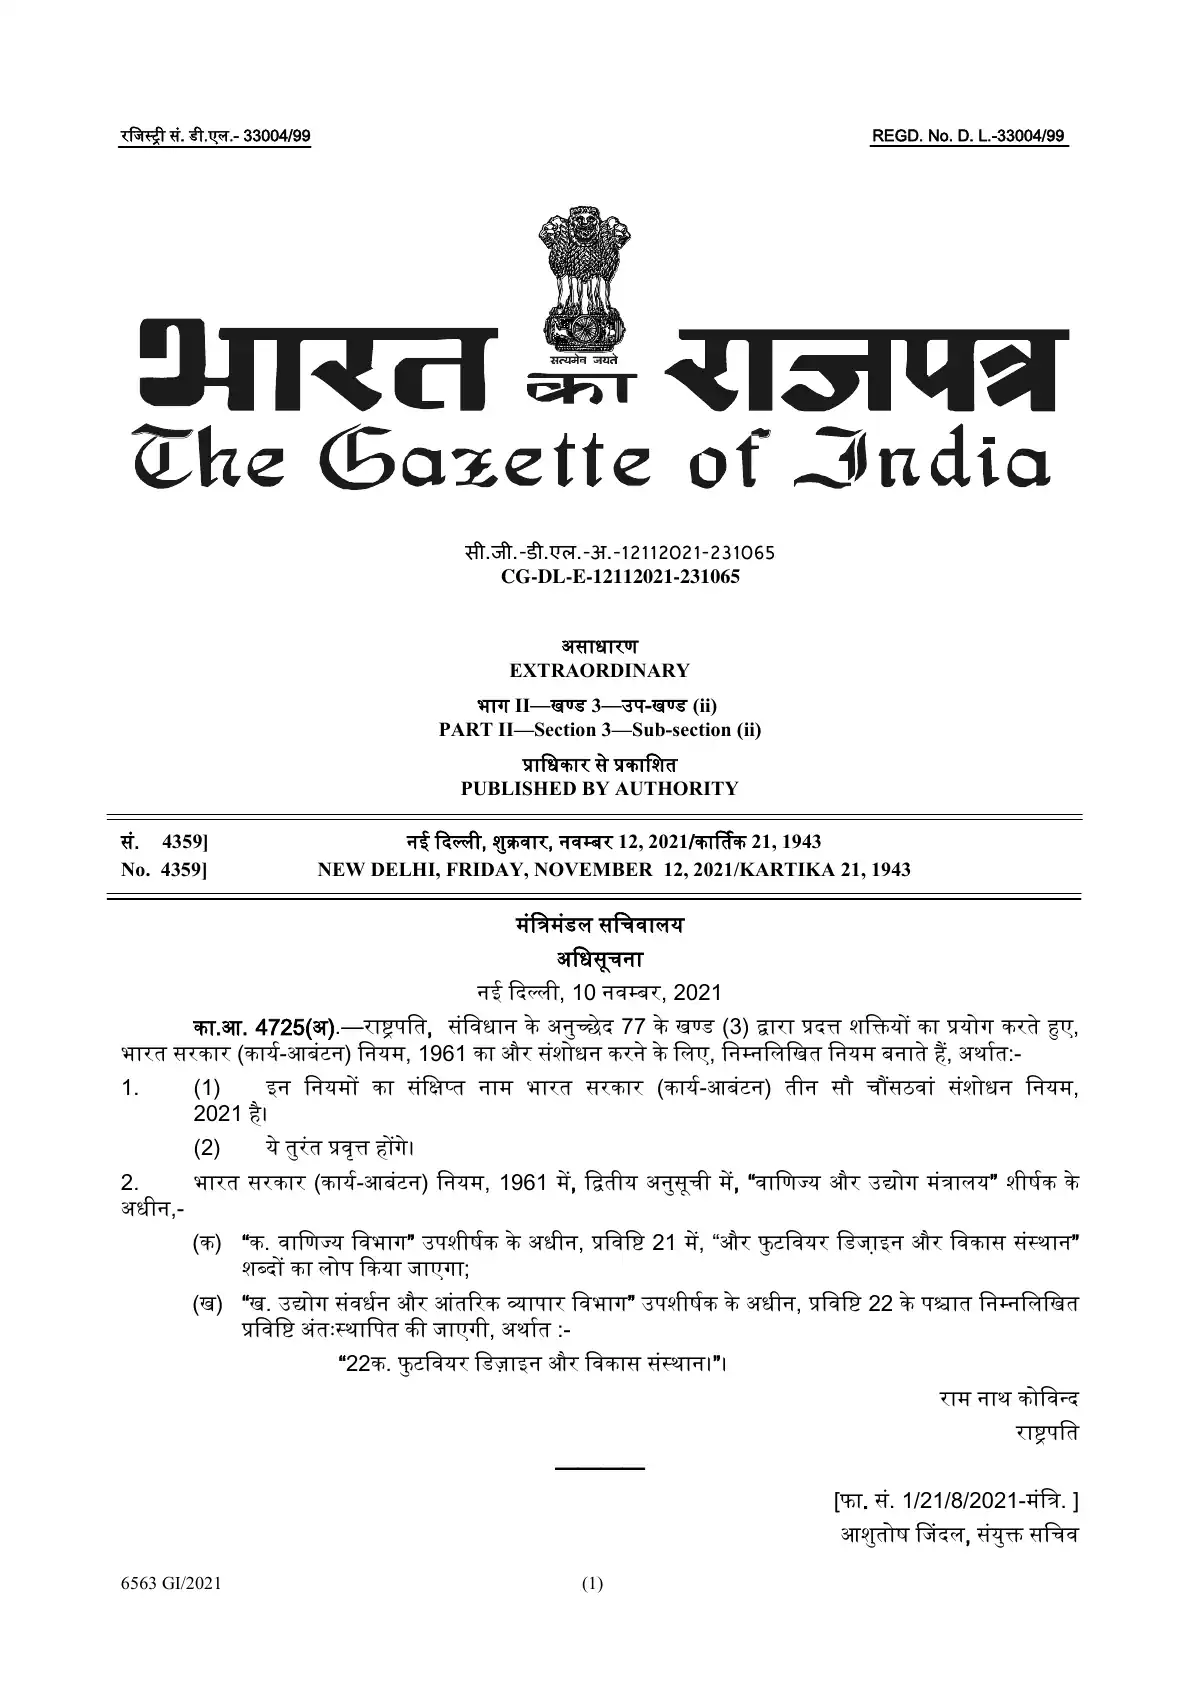 रजिस्ट्री सं. डी.एल.- 33004/99
REGD. No. D. L.-33004/99
सत्यमेव जयते
भारत का राजपत्र
The Gazette of India
सी.जी.-डी.एल.-अ.-12112021-231065
CG-DL-E-12112021-231065
असाधारण
EXTRAORDINARY
भाग II—खण्ड 3—उप-खण्ड (ii)
PART II—Section 3—Sub-section (ii)
प्राधिकार से प्रकाशित
PUBLISHED BY AUTHORITY
सं. 4359] नई दिल्ली, शुक्रवार, नवम्बर 12, 2021/कार्तिक 21, 1943
No. 4359] NEW DELHI, FRIDAY, NOVEMBER 12, 2021/KARTIKA 21, 1943
मंत्रिमंडल सचिवालय
अधिसूचना
नई दिल्ली, 10 नवम्बर, 2021
का.आ. 4725(अ).—राष्ट्रपति, संविधान के अनुच्छेद 77 के खण्ड (3) द्वारा प्रदत्त शक्तियों का प्रयोग करते हुए,
भारत सरकार (कार्य-आबंटन) नियम, 1961 का और संशोधन करने के लिए, निम्नलिखित नियम बनाते हैं, अर्थात:-
1. (1) इन नियमों का संक्षिप्त नाम भारत सरकार (कार्य-आबंटन) तीन सौ चौंसठवां संशोधन नियम,
2021 है।
(2) ये तुरंत प्रवृत्त होंगे।
2. भारत सरकार (कार्य-आबंटन) नियम, 1961 में, द्वितीय अनुसूची में, “वाणिज्य और उद्योग मंत्रालय” शीर्षक के
अधीन,-
(क) “क. वाणिज्य विभाग” उपशीर्षक के अधीन, प्रविष्टि 21 में, “और फुटवियर डिज़ाइन और विकास संस्थान”
शब्दों का लोप किया जाएगा;
(ख) “ख. उद्योग संवर्धन और आंतरिक व्यापार विभाग” उपशीर्षक के अधीन, प्रविष्टि 22 के पश्चात निम्नलिखित
प्रविष्टि अंतःस्थापित की जाएगी, अर्थात :-
“22क. फुटवियर डिज़ाइन और विकास संस्थान।”।
राम नाथ कोविन्द
राष्ट्रपति
[फा. सं. 1/21/8/2021-मंत्रि. ]
आशुतोष जिंदल, संयुक्त सचिव
6563 GI/2021 (1)